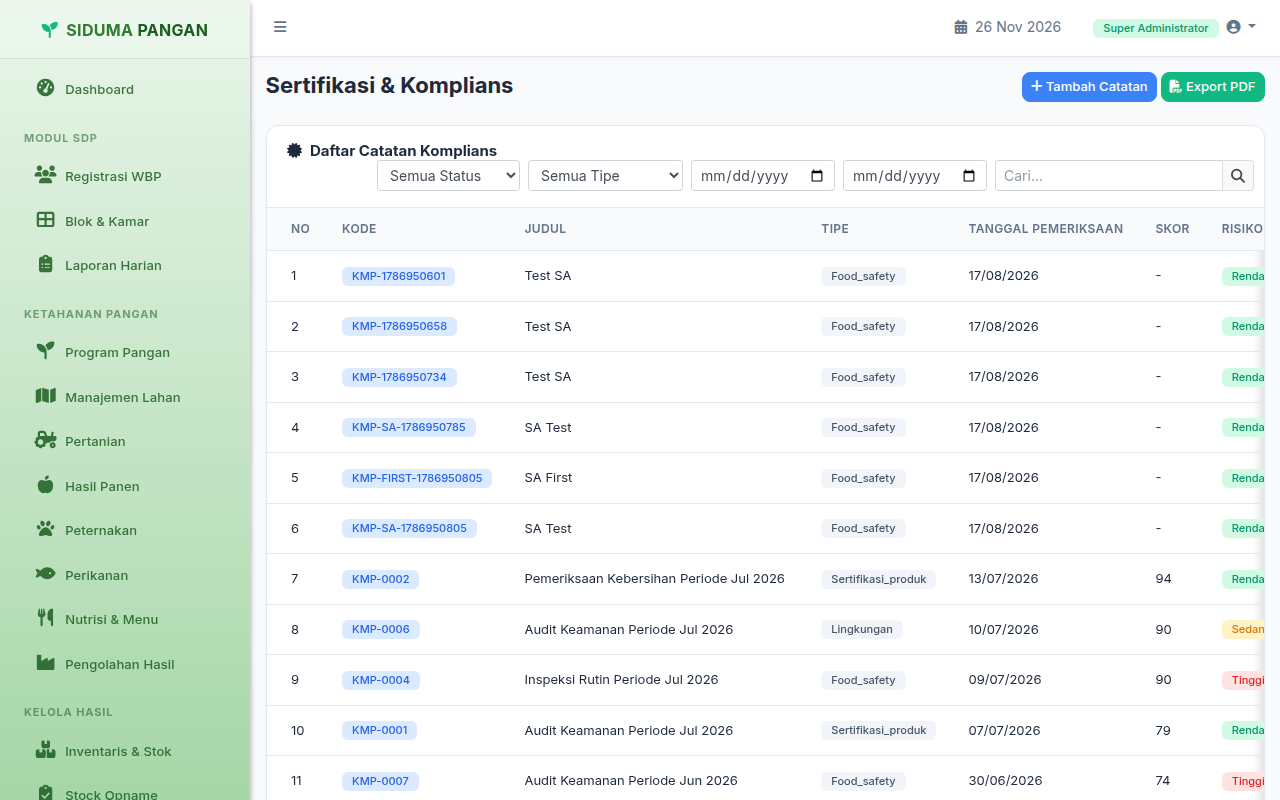 SIDUMA PANGAN
26 Nov 2026
Super Administrator
Dashboard
MODUL SDP
Registrasi WBP
Blok & Kamar
Laporan Harian
KETAHANAN PANGAN
Program Pangan
Manajemen Lahan
Pertanian
Hasil Panen
Peternakan
Perikanan
Nutrisi & Menu
Pengolahan Hasil
KELOLA HASIL
Inventaris & Stok
Stock Opname
Sertifikasi & Komplians
Tambah Catatan
Export PDF
Daftar Catatan Komplians
Semua Status
Semua Tipe
mm/dd/yyyy
mm/dd/yyyy
Cari...
NO KODE JUDUL TIPE TANGGAL PEMERIKSAAN SKOR RISIKO
1 KMP-1786950601 Test SA Food_safety 17/08/2026 - Renda
2 KMP-1786950658 Test SA Food_safety 17/08/2026 - Renda
3 KMP-1786950734 Test SA Food_safety 17/08/2026 - Renda
4 KMP-SA-1786950785 SA Test Food_safety 17/08/2026 - Renda
5 KMP-FIRST-1786950805 SA First Food_safety 17/08/2026 - Renda
6 KMP-SA-1786950805 SA Test Food_safety 17/08/2026 - Renda
7 KMP-0002 Pemeriksaan Kebersihan Periode Jul 2026 Sertifikasi_produk 13/07/2026 94 Renda
8 KMP-0006 Audit Keamanan Periode Jul 2026 Lingkungan 10/07/2026 90 Sedan
9 KMP-0004 Inspeksi Rutin Periode Jul 2026 Food_safety 09/07/2026 90 Tinggi
10 KMP-0001 Audit Keamanan Periode Jul 2026 Sertifikasi_produk 07/07/2026 79 Renda
11 KMP-0007 Audit Keamanan Periode Jun 2026 Food_safety 30/06/2026 74 Tinggi